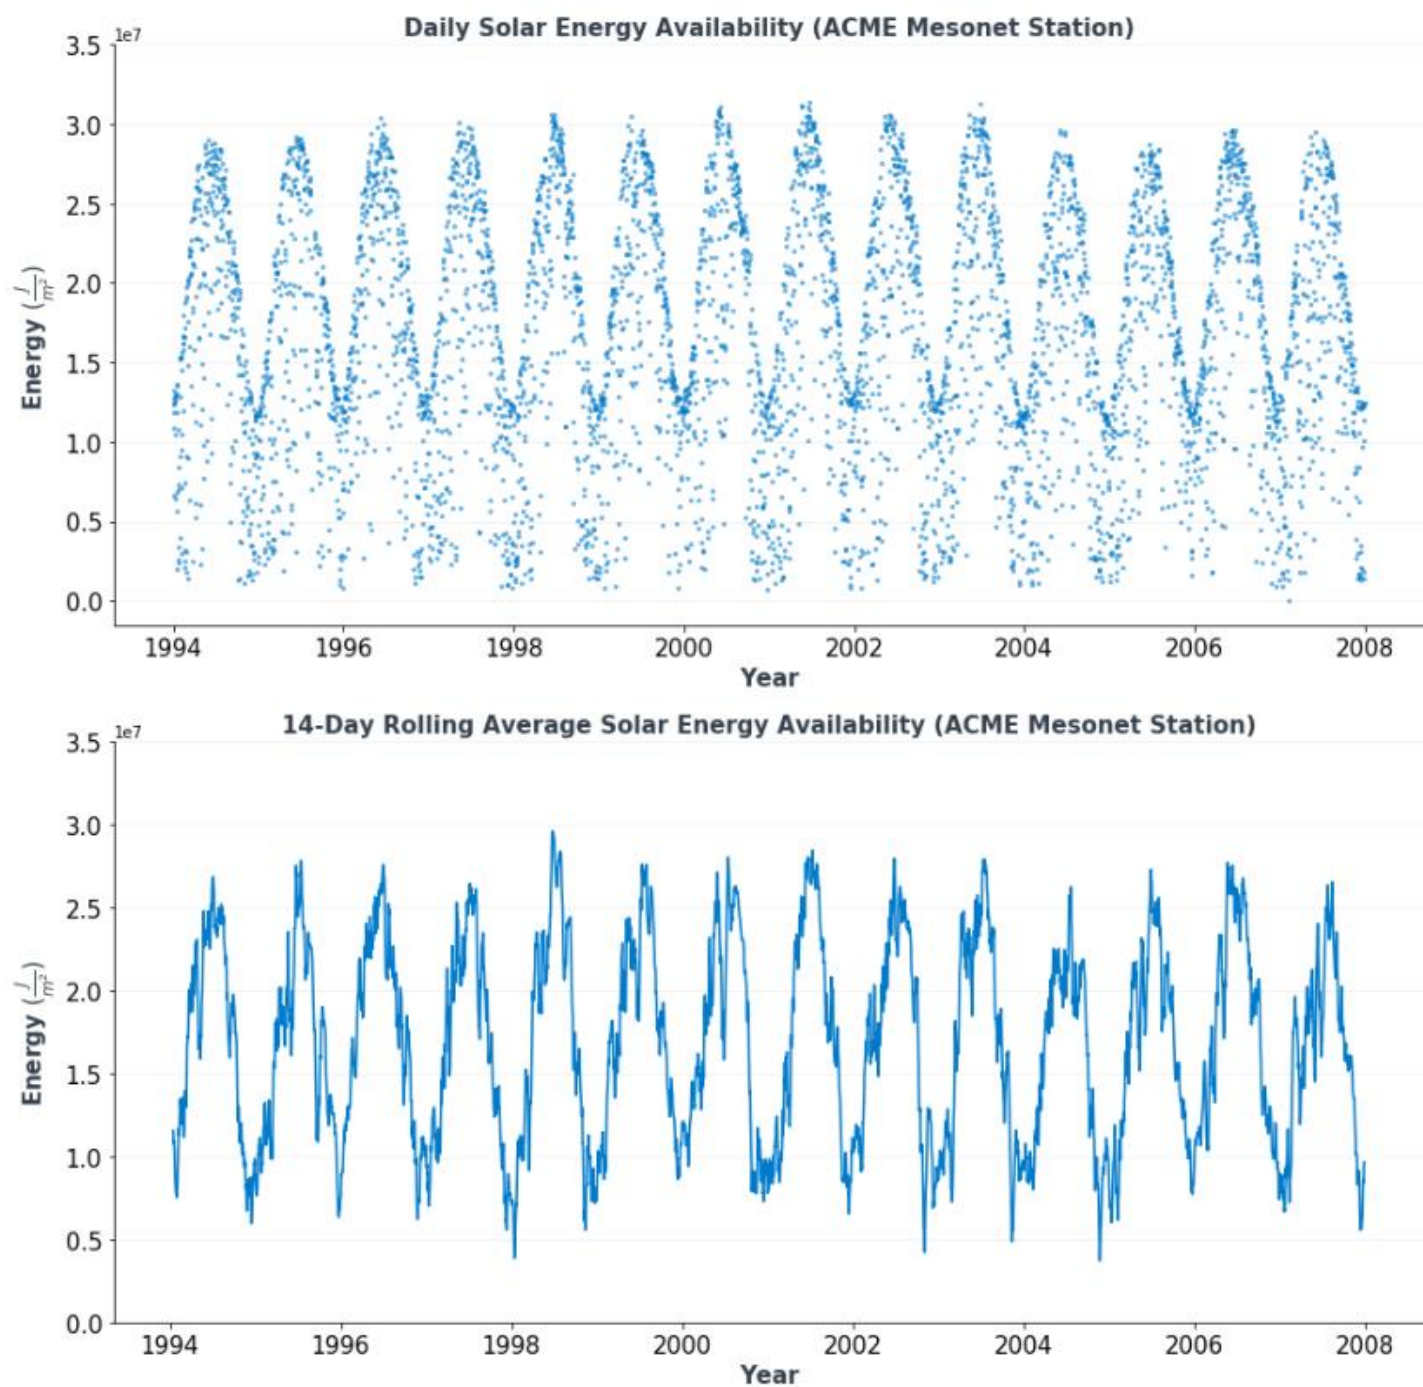 Daily Solar Energy Availability (ACME Mesonet Station)
1e7
3.5
3.0
2.5
2.0
1.5
1.0
0.5
0.0
Energy (J/m²)
1994 1996 1998 2000 2002 2004 2006 2008
Year
14-Day Rolling Average Solar Energy Availability (ACME Mesonet Station)
1e7
3.5
3.0
2.5
2.0
1.5
1.0
0.5
0.0
Energy (J/m²)
1994 1996 1998 2000 2002 2004 2006 2008
Year